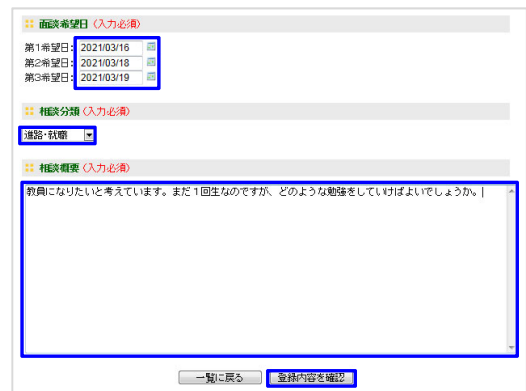 面談希望日 (入力必須)
第1希望日: 2021/03/16
第2希望日: 2021/03/18
第3希望日: 2021/03/19
相談分類 (入力必須)
進路・就職
相談概要 (入力必須)
教員になりたいと考えています。まだ1回生なのですが、どのような勉強をしていけばよいでしょうか。
一覧に戻る 登録内容を確認